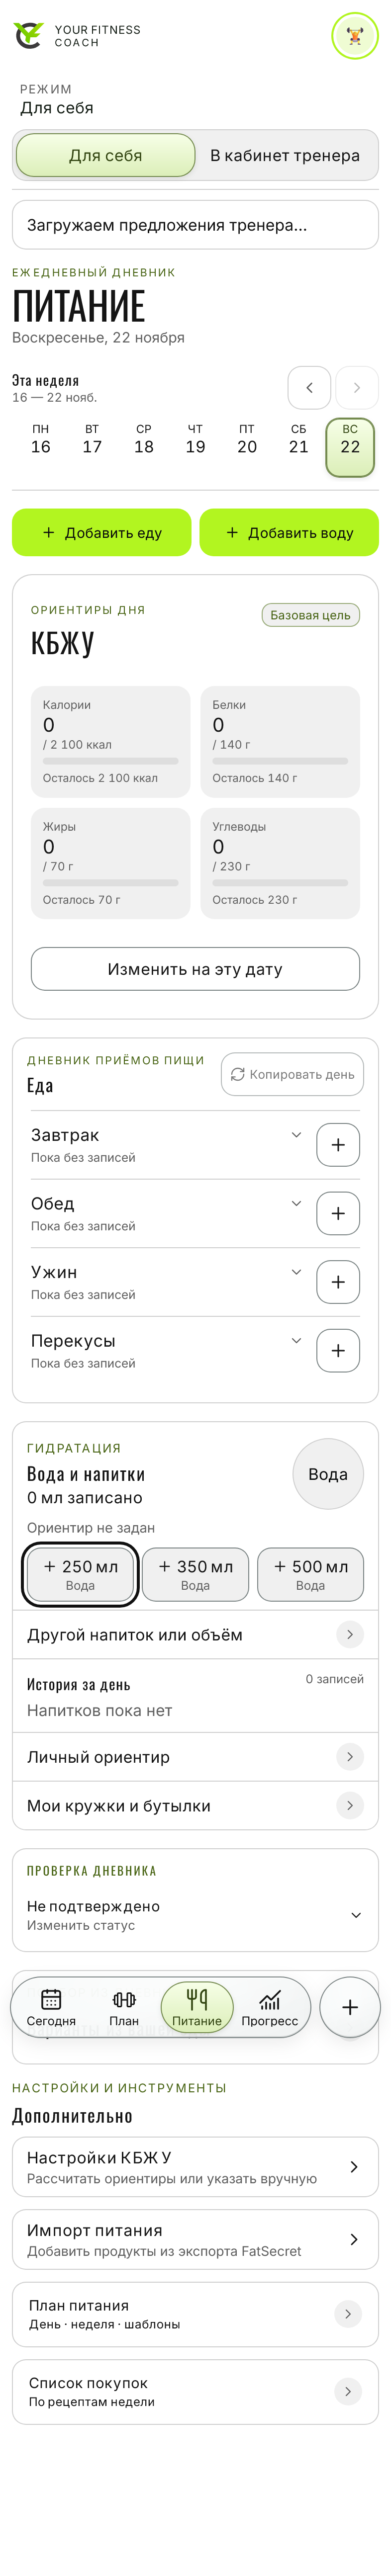 YOUR FITNESS
COACH
РЕЖИМ
Для себя
Для себя
В кабинет тренера
Загружаем предложения тренера...
ЕЖЕДНЕВНЫЙ ДНЕВНИК
ПИТАНИЕ
Воскресенье, 22 ноября
Эта неделя
16 — 22 нояб.
ПН ВТ СР ЧТ ПТ СБ ВС
16 17 18 19 20 21 22
+ Добавить еду
+ Добавить воду
ОРИЕНТИРЫ ДНЯ
Базовая цель
КБЖУ
Калории
0
/ 2 100 ккал
Осталось 2 100 ккал
Белки
0
/ 140 г
Осталось 140 г
Жиры
0
/ 70 г
Осталось 70 г
Углеводы
0
/ 230 г
Осталось 230 г
Изменить на эту дату
ДНЕВНИК ПРИЁМОВ ПИЩИ
Еда
Копировать день
Завтрак
Пока без записей
Обед
Пока без записей
Ужин
Пока без записей
Перекусы
Пока без записей
ГИДРАТАЦИЯ
Вода и напитки
0 мл записано
Вода
Ориентир не задан
+ 250 мл
Вода
+ 350 мл
Вода
+ 500 мл
Вода
Другой напиток или объём
История за день
0 записей
Напитков пока нет
Личный ориентир
Мои кружки и бутылки
ПРОВЕРКА ДНЕВНИКА
Не подтверждено
Изменить статус
Сегодня
План
Питание
Прогресс
НАСТРОЙКИ И ИНСТРУМЕНТЫ
Дополнительно
Настройки КБЖУ
Рассчитать ориентиры или указать вручную
Импорт питания
Добавить продукты из экспорта FatSecret
План питания
День · неделя · шаблоны
Список покупок
По рецептам недели